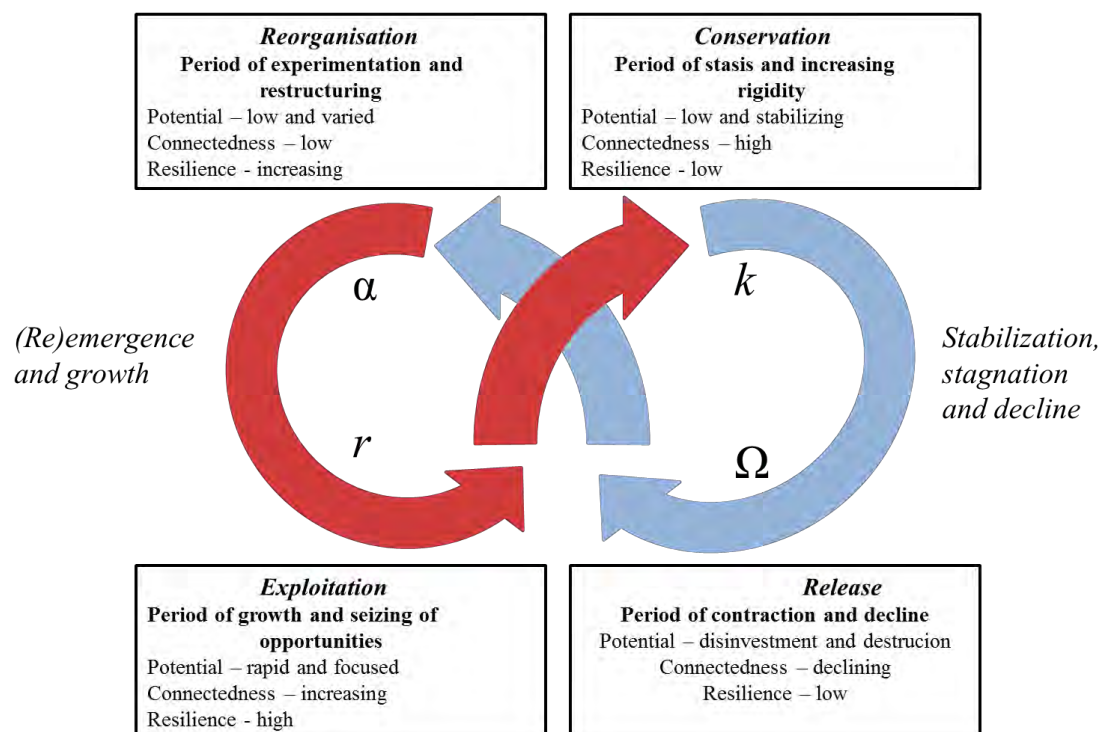 Reorganisation
Period of experimentation and
restructuring
Potential – low and varied
Connectedness – low
Resilience - increasing
Conservation
Period of stasis and increasing
rigidity
Potential – low and stabilizing
Connectedness – high
Resilience - low
α
k
(Re)emergence
and growth
Stabilization,
stagnation
and decline
r
Ω
Exploitation
Period of growth and seizing of
opportunities
Potential – rapid and focused
Connectedness – increasing
Resilience - high
Release
Period of contraction and decline
Potential – disinvestment and destrucion
Connectedness – declining
Resilience – low